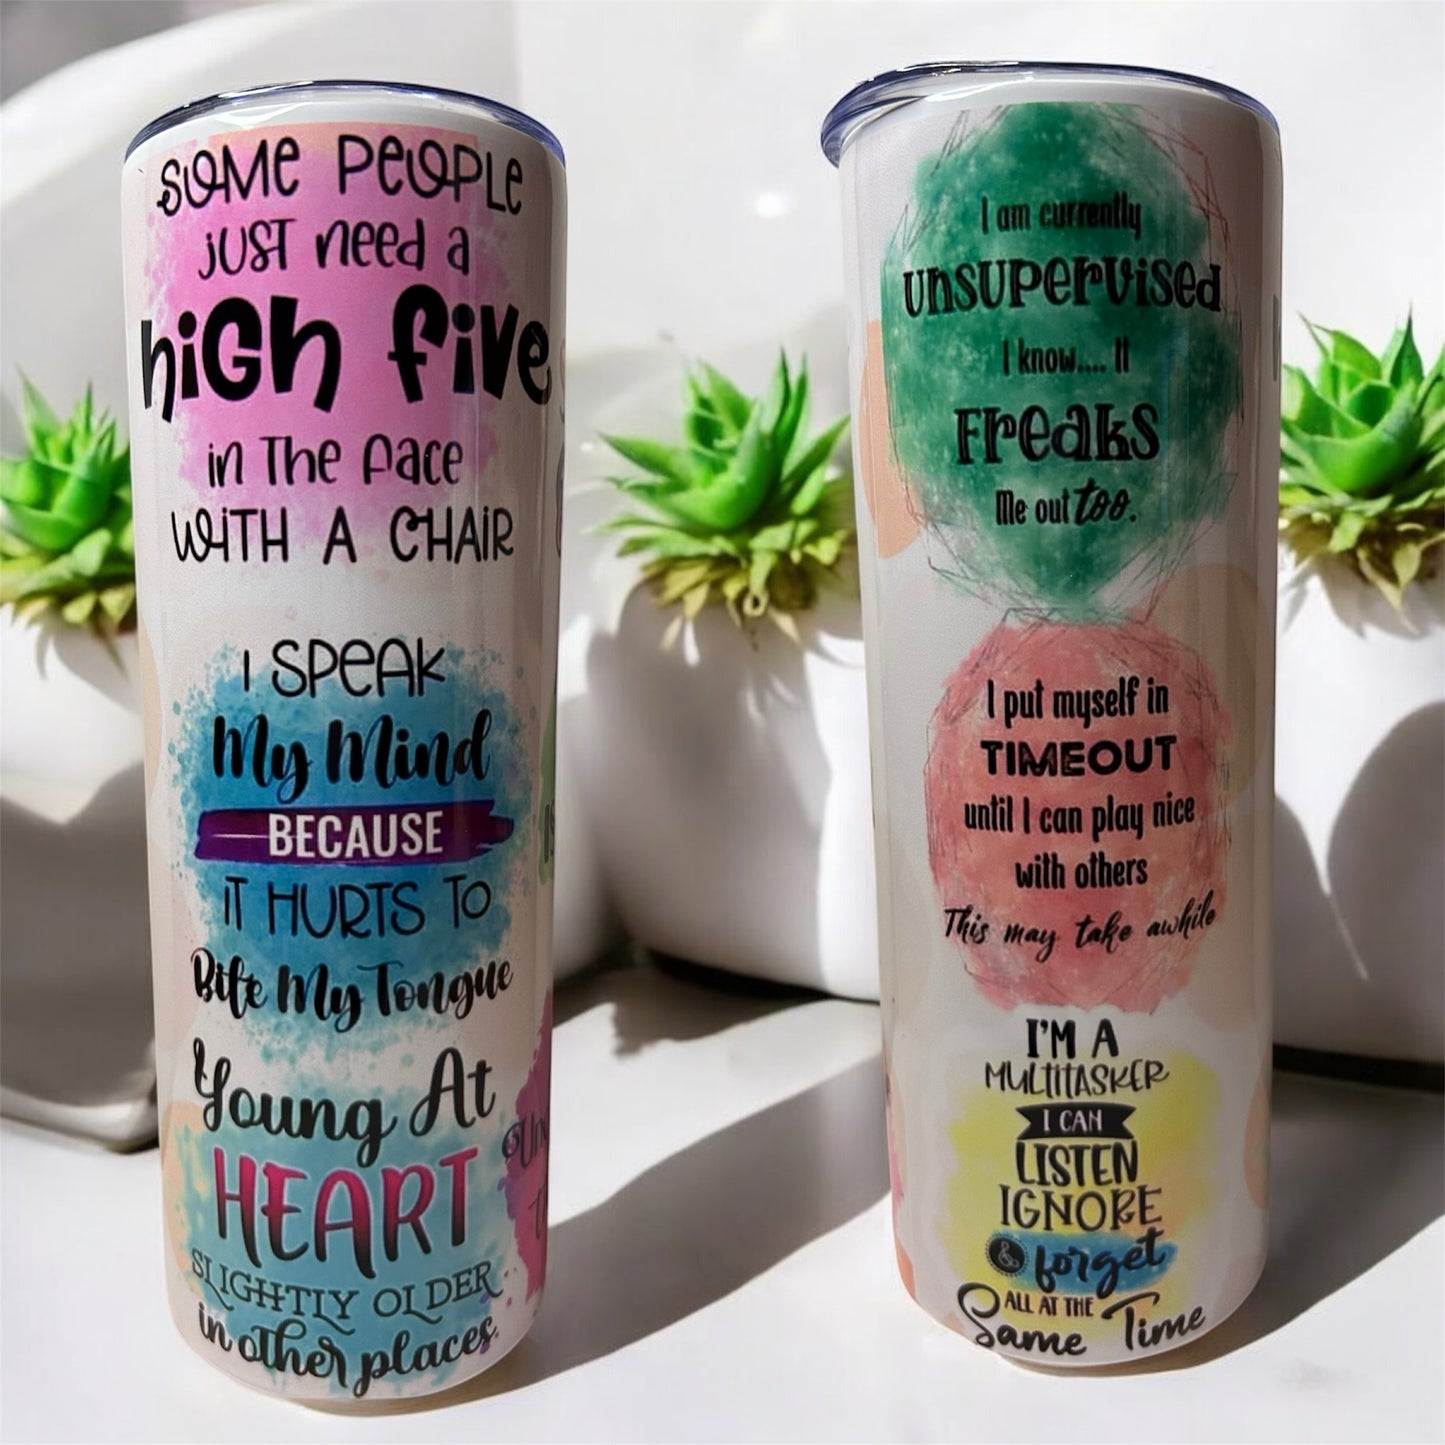 SOME PEOPLE
just need a
high five
in the face
WITH A CHAIR
I SPEAK
My Mind
BECAUSE
IT HURTS TO
Bite My Tongue
Young At
HEART
SLIGHTLY OLDER
in other places.
I am currently
unsupervised
I know.... It
Freaks
Me out too.
I put myself in
TIMEOUT
until I can play nice
with others
This may take awhile
I'M A
MULTITASKER
I CAN
LISTEN
IGNORE
& forget
ALL AT THE
Same Time